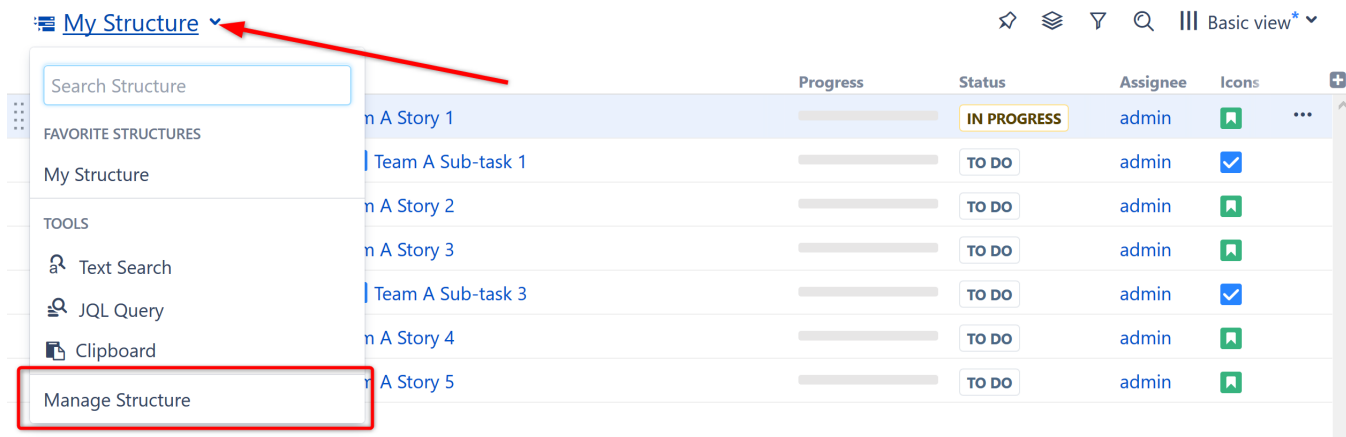 My Structure
Basic view*
Search Structure
FAVORITE STRUCTURES
My Structure
TOOLS
Text Search
JQL Query
Clipboard
Manage Structure
Progress Status Assignee Icons
m A Story 1 IN PROGRESS admin
Team A Sub-task 1 TO DO admin
m A Story 2 TO DO admin
m A Story 3 TO DO admin
Team A Sub-task 3 TO DO admin
m A Story 4 TO DO admin
m A Story 5 TO DO admin